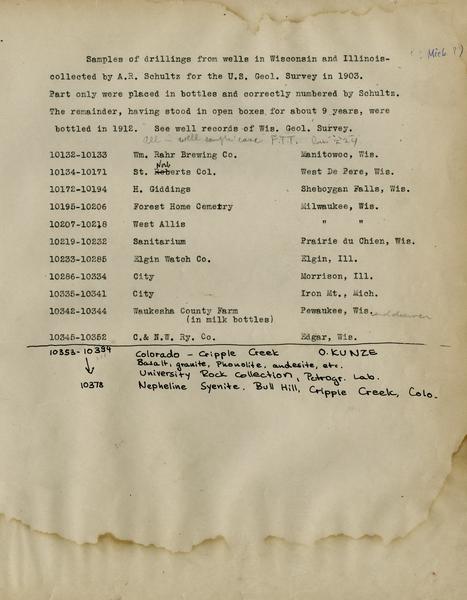 Samples of drillings from wells in Wisconsin and Illinois- (: Mich ?)
collected by A.R. Schultz for the U.S. Geol. Survey in 1903.
Part only were placed in bottles and correctly numbered by Schultz.
The remainder, having stood in open boxes for about 9 years, were
bottled in 1912. See well records of Wis. Geol. Survey.
all - well sample case F.T.T.
10132-10133 Wm. Rahr Brewing Co. Manitowoc, Wis.
Nor
10134-10171 St. Roberts Col. West De Pere, Wis.
10172-10194 H. Giddings Sheboygan Falls, Wis.
10195-10206 Forest Home Cemetry Milwaukee, Wis.
10207-10218 West Allis " "
10219-10232 Sanitarium Prairie du Chien, Wis.
10233-10285 Elgin Watch Co. Elgin, Ill.
10286-10334 City Morrison, Ill.
10335-10341 City Iron Mt., Mich.
10342-10344 Waukesha County Farm Pewaukee, Wis.
(in milk bottles)
10345-10352 C.& N.W. Ry. Co. Edgar, Wis.
10353-10394 Colorado - Cripple Creek O. KUNZE
Basalt, granite, Phonolite, andesite, etc.
University Rock Collection, Petrogr. Lab.
10378 Nepheline Syenite. Bull Hill, Cripple Creek, Colo.